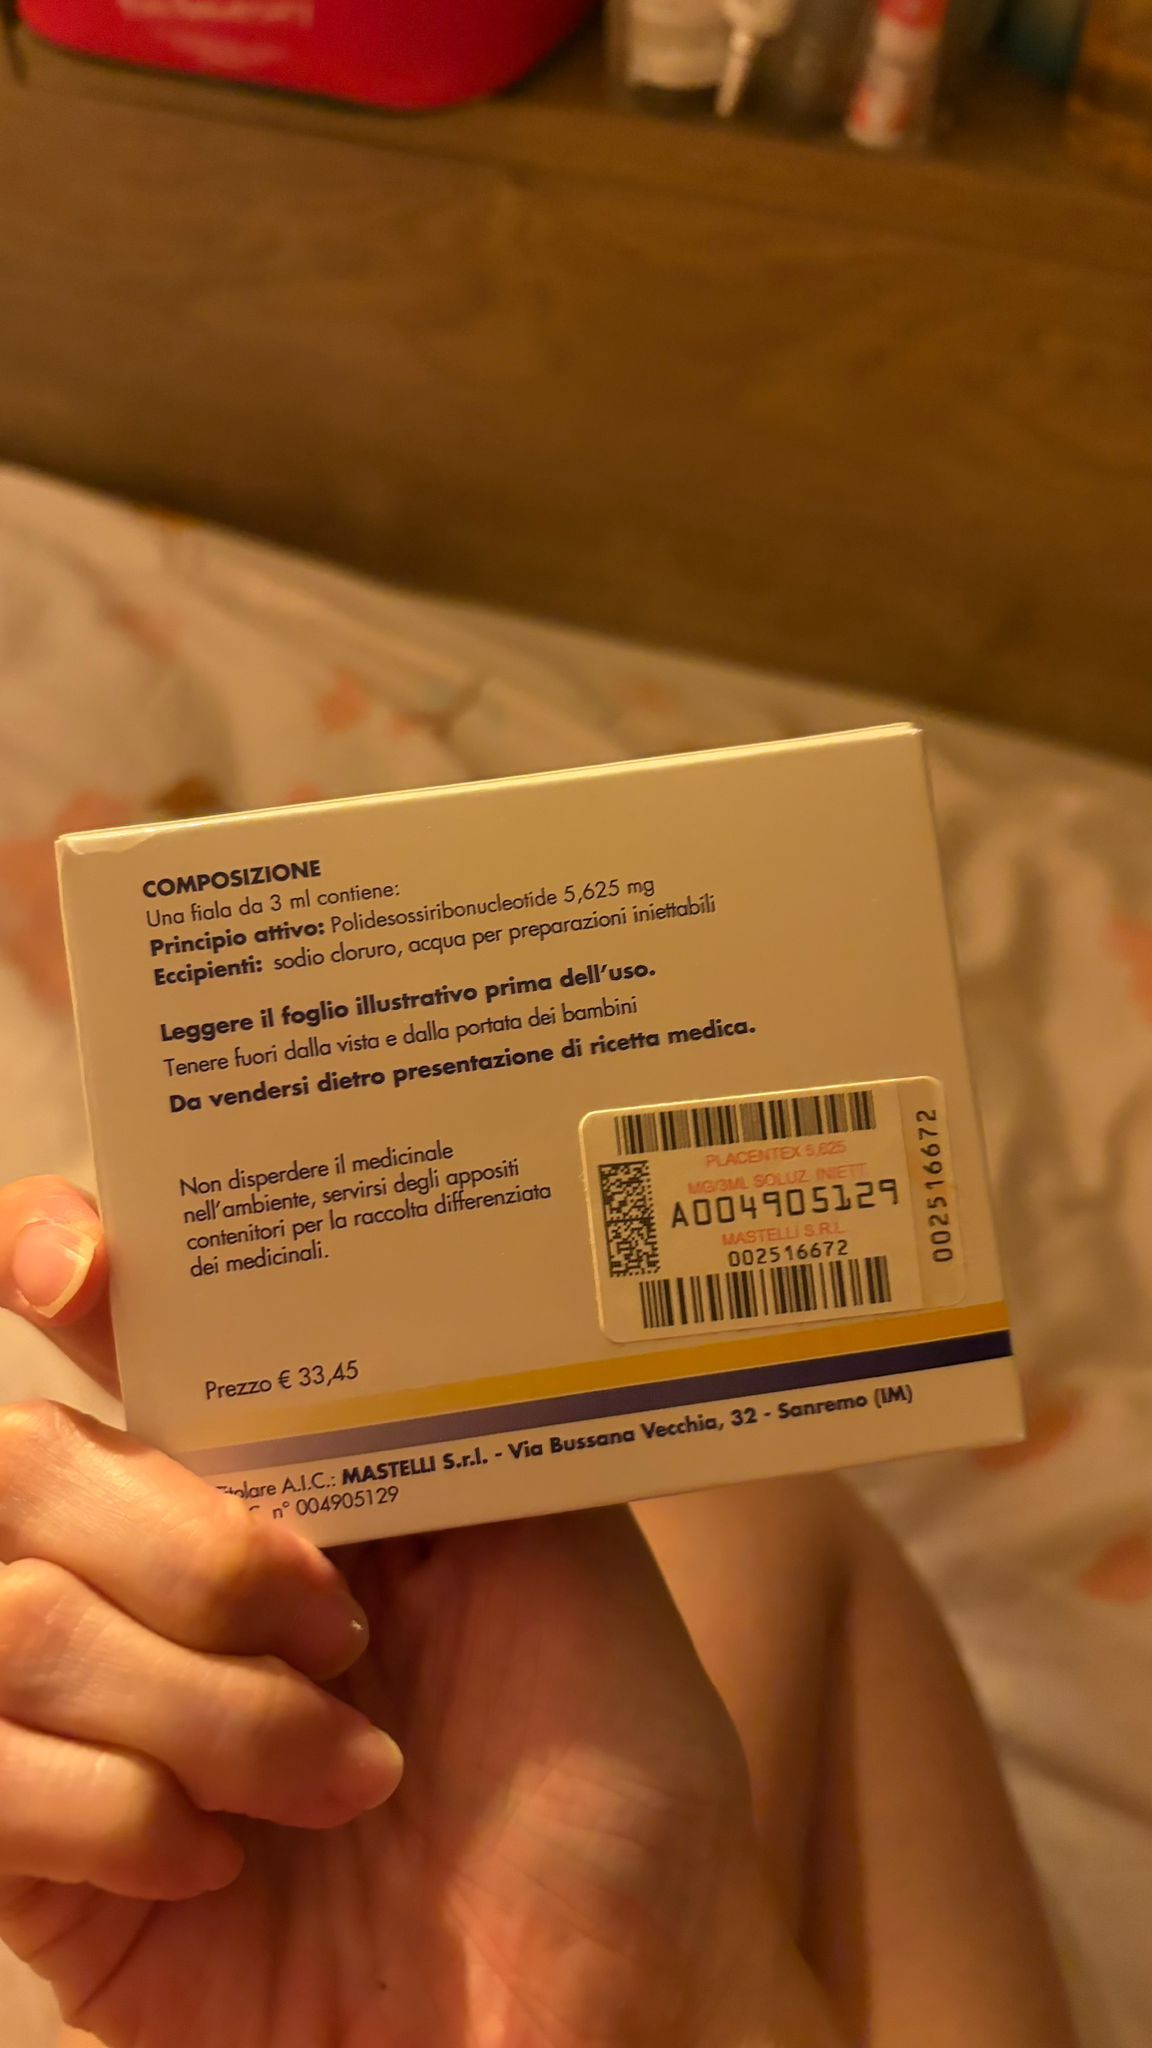 COMPOSIZIONE
Una fiala da 3 ml contiene:
Principio attivo: Polidesossiribonucleotide 5,625 mg
Eccipienti: sodio cloruro, acqua per preparazioni iniettabili
Leggere il foglio illustrativo prima dell'uso.
Tenere fuori dalla vista e dalla portata dei bambini
Da vendersi dietro presentazione di ricetta medica.
Non disperdere il medicinale
nell'ambiente, servirsi degli appositi
contenitori per la raccolta differenziata
dei medicinali.
PLACENTEX 5,625
MG/3ML SOLUZ. INIETT.
A004905129
MASTELLI S.R.L.
002516672
002516672
Prezzo € 33,45
A.I.C.: MASTELLI S.r.l. - Via Bussana Vecchia, 32 - Sanremo (IM)
n° 004905129